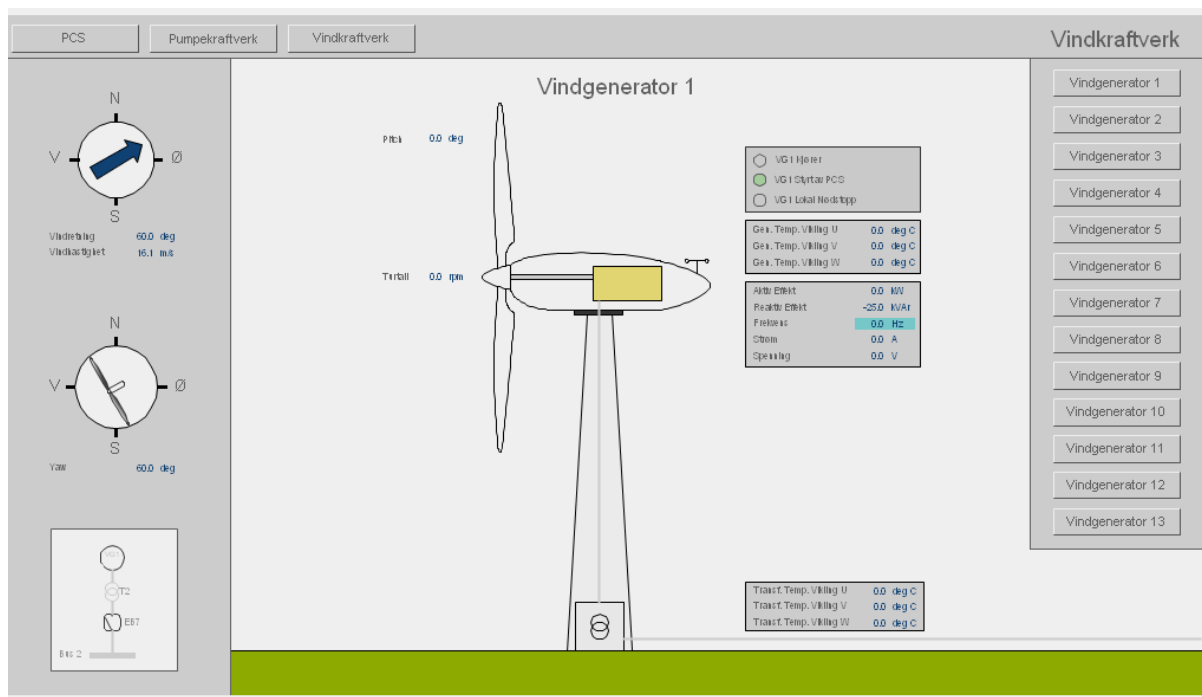 PCS
Pumpekraftverk
Vindkraftverk
Vindkraftverk
N
V
Ø
S
Vindretning 60.0 deg
Vindhastighet 16.1 m/s
N
V
Ø
S
Yaw 60.0 deg
VG1
T2
EB7
Bus 2
Vindgenerator 1
Pitch 0.0 deg
Turtall 0.0 rpm
VG1 kjører
VG1 Styrt av PCS
VG1 Lokal Nødstopp
Gen. Temp. Vikling U 0.0 deg C
Gen. Temp. Vikling V 0.0 deg C
Gen. Temp. Vikling W 0.0 deg C
Aktiv Effekt 0.0 kW
Reaktiv Effekt -25.0 kVAr
Frekvens 0.0 Hz
Strøm 0.0 A
Spenning 0.0 V
Transf. Temp. Vikling U 0.0 deg C
Transf. Temp. Vikling V 0.0 deg C
Transf. Temp. Vikling W 0.0 deg C
Vindgenerator 1
Vindgenerator 2
Vindgenerator 3
Vindgenerator 4
Vindgenerator 5
Vindgenerator 6
Vindgenerator 7
Vindgenerator 8
Vindgenerator 9
Vindgenerator 10
Vindgenerator 11
Vindgenerator 12
Vindgenerator 13